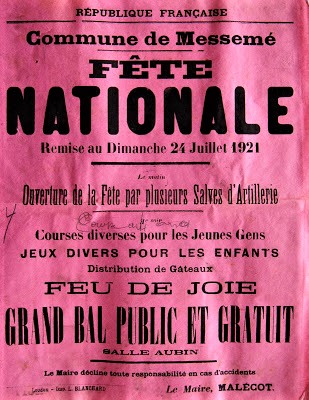 RÉPUBLIQUE FRANÇAISE
Commune de Messemé
FÊTE
NATIONALE
Remise au Dimanche 24 Juillet 1921
Le matin
Ouverture de la Fête par plusieurs Salves d'Artillerie
Courses diverses pour les Jeunes Gens
JEUX DIVERS POUR LES ENFANTS
Distribution de Gâteaux
FEU DE JOIE
GRAND BAL PUBLIC ET GRATUIT
SALLE AUBIN
Le Maire décline toute responsabilité en cas d'accidents
Loudun - Imp. L. BLANCHARD
Le Maire, MALÉCOT.